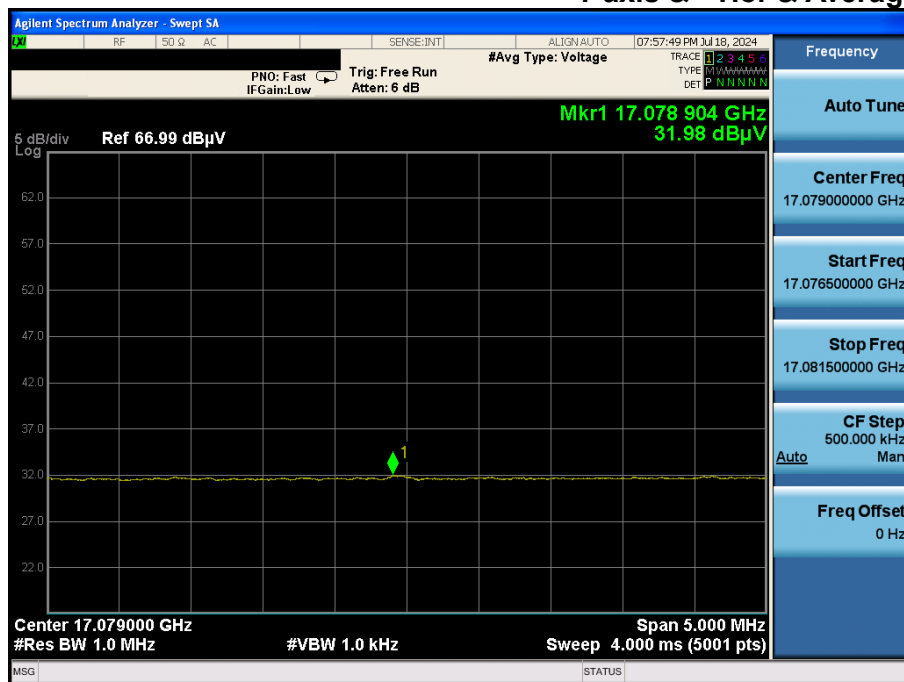 Agilent Spectrum Analyzer - Swept SA
LXI RF 50 Ω AC SENSE:INT ALIGN AUTO 07:57:49 PM Jul 18, 2024
PNO: Fast IFGain:Low
Trig: Free Run
Atten: 6 dB
#Avg Type: Voltage
TRACE 1 2 3 4 5 6
TYPE M
DET P N N N N N
Mkr1 17.078 904 GHz
31.98 dBµV
5 dB/div Ref 66.99 dBµV
Log
62.0
57.0
52.0
47.0
42.0
37.0
1
32.0
27.0
22.0
Center 17.079000 GHz Span 5.000 MHz
#Res BW 1.0 MHz #VBW 1.0 kHz Sweep 4.000 ms (5001 pts)
MSG STATUS
Frequency
Auto Tune
Center Freq
17.079000000 GHz
Start Freq
17.076500000 GHz
Stop Freq
17.081500000 GHz
CF Step
500.000 kHz
Auto Man
Freq Offset
0 Hz